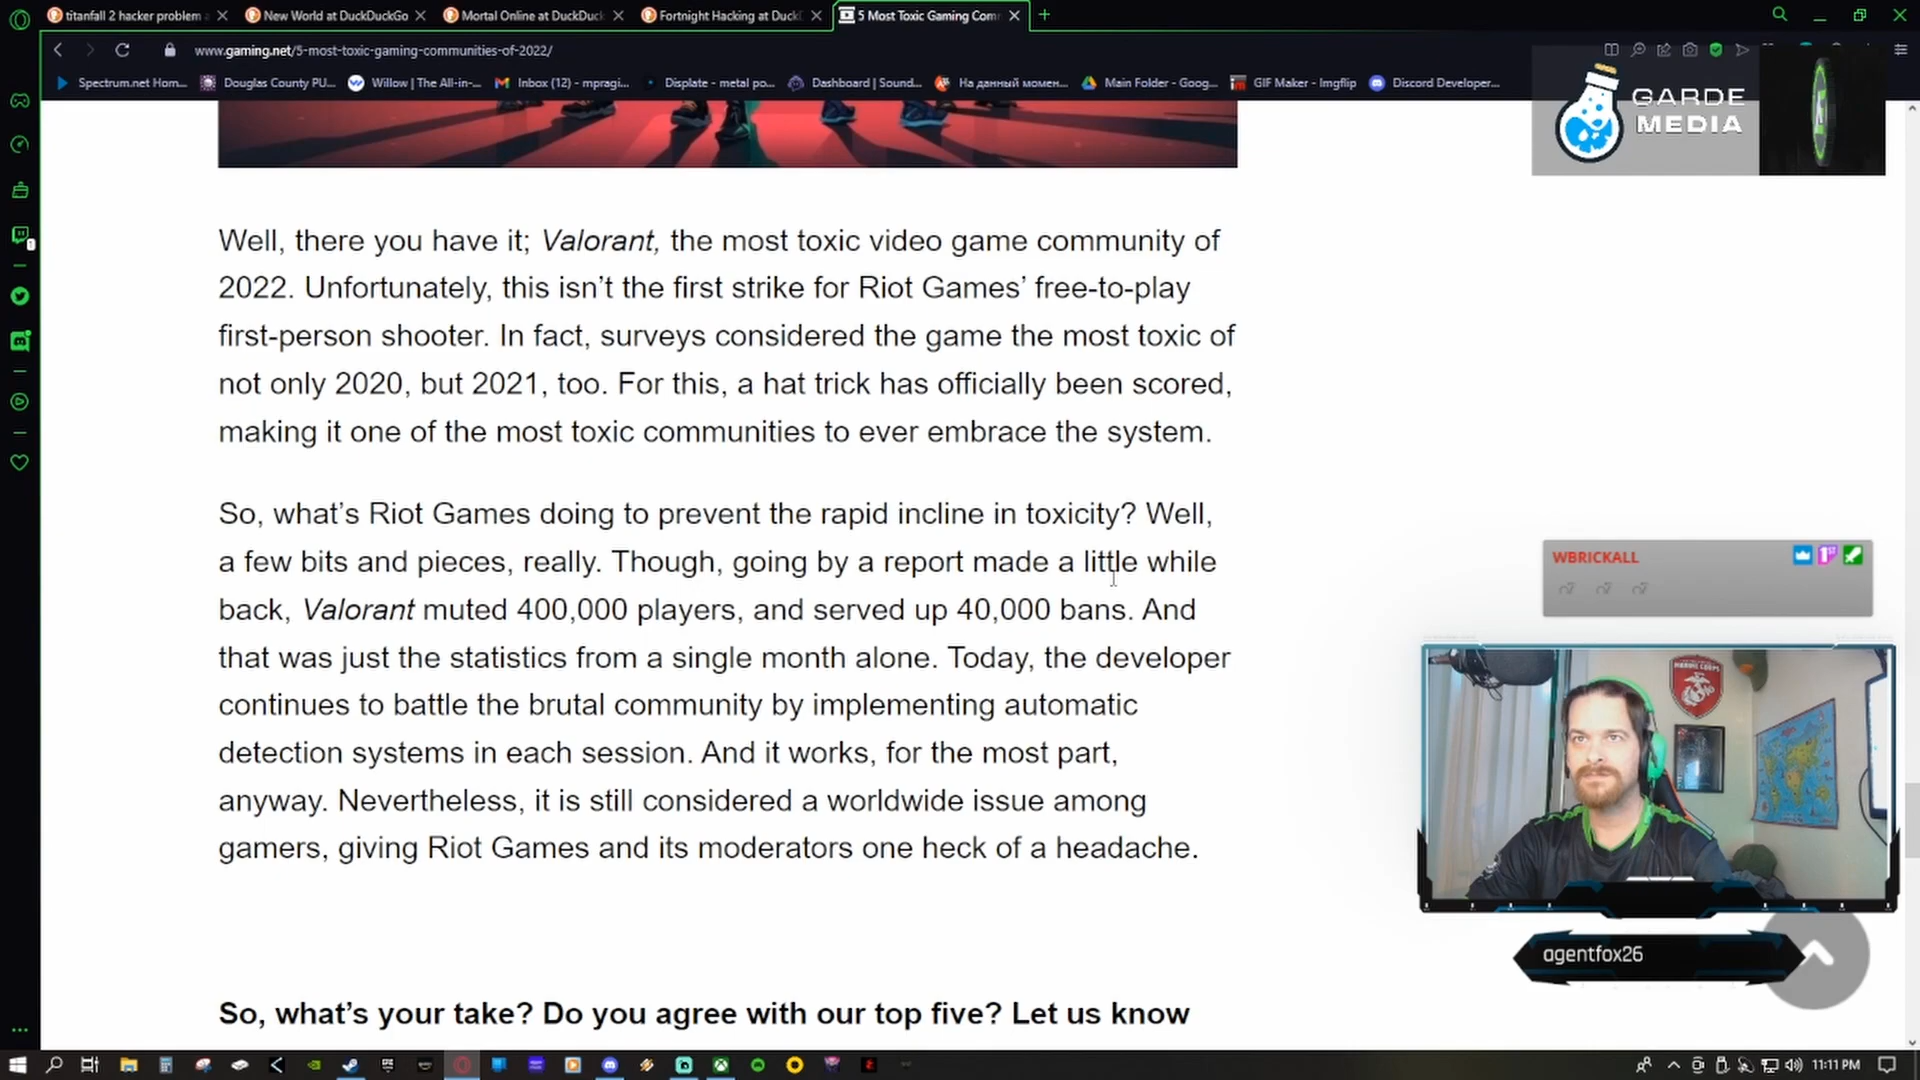 titanfall 2 hacker problem
New World at DuckDuckGo
Mortal Online at DuckDuck
Fortnight Hacking at DuckD
5 Most Toxic Gaming Com
www.gaming.net/5-most-toxic-gaming-communities-of-2022/
Spectrum.net Hom...
Douglas County PU...
Willow | The All-in-...
Inbox (12) - mpragi...
Displate - metal po...
Dashboard | Sound...
На данный момен...
Main Folder - Goog...
GIF Maker - Imgflip
Discord Developer...
GARDE
MEDIA
Well, there you have it; Valorant, the most toxic video game community of
2022. Unfortunately, this isn’t the first strike for Riot Games’ free-to-play
first-person shooter. In fact, surveys considered the game the most toxic of
not only 2020, but 2021, too. For this, a hat trick has officially been scored,
making it one of the most toxic communities to ever embrace the system.
So, what’s Riot Games doing to prevent the rapid incline in toxicity? Well,
a few bits and pieces, really. Though, going by a report made a little while
back, Valorant muted 400,000 players, and served up 40,000 bans. And
that was just the statistics from a single month alone. Today, the developer
continues to battle the brutal community by implementing automatic
detection systems in each session. And it works, for the most part,
anyway. Nevertheless, it is still considered a worldwide issue among
gamers, giving Riot Games and its moderators one heck of a headache.
WBRICKALL
agentfox26
So, what’s your take? Do you agree with our top five? Let us know
11:11 PM